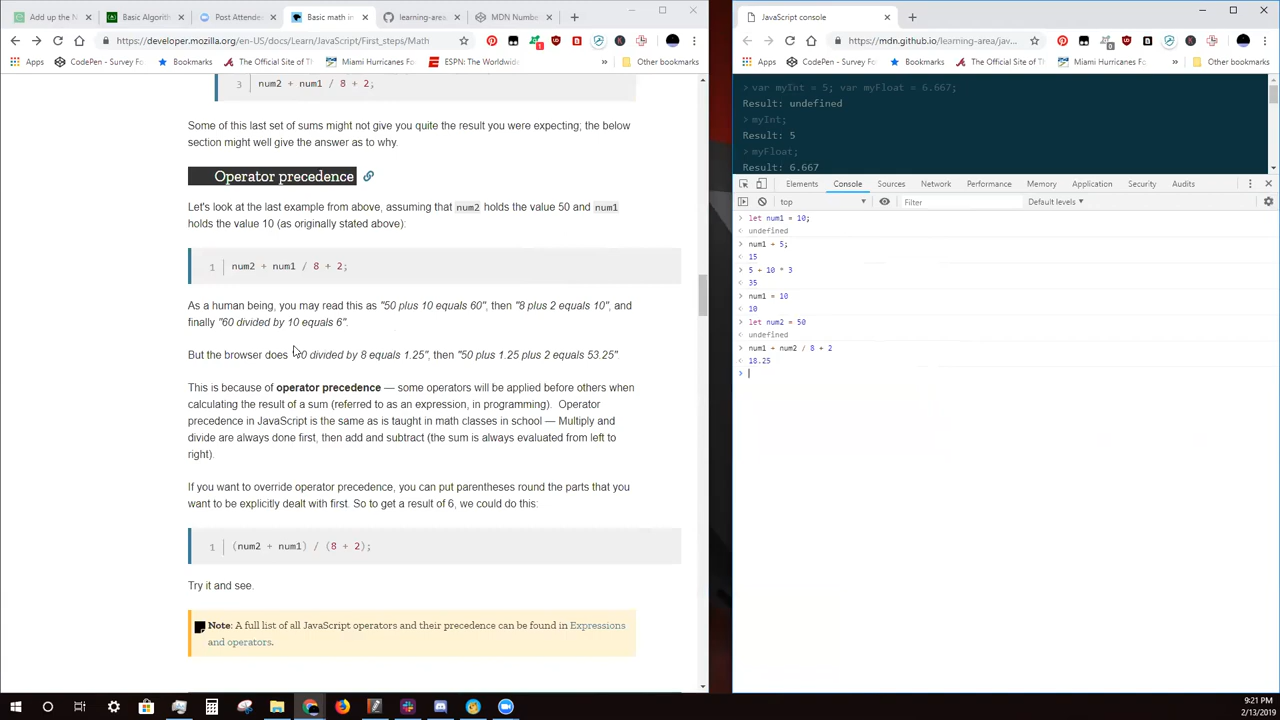 Basic Algorith
Post Attende
Basic math in
learning-area
MDN Number
JavaScript console
https://developer.mozilla.org/en-US/docs/Learn/JavaScript/First_steps/Math
https://mdn.github.io/learning-area/jav...
Apps
CodePen - Survey Fo
Bookmarks
The Official Site of
Miami Hurricanes F
ESPN: The Worldwid
Other bookmarks
Apps
CodePen - Survey For
Bookmarks
The Official Site of t
Miami Hurricanes Fo
Other bookmarks
3 num2 + num1 / 8 + 2;
Some of this last set of sums might not give you quite the result you were expecting; the below
section might well give the answer as to why.
Operator precedence
Let's look at the last example from above, assuming that num2 holds the value 50 and num1
holds the value 10 (as originally stated above):
1 num2 + num1 / 8 + 2;
As a human being, you may read this as "50 plus 10 equals 60", then "8 plus 2 equals 10", and
finally "60 divided by 10 equals 6".
But the browser does divided by 8 equals 1.25", then "50 plus 1.25 plus 2 equals 53.25".
This is because of operator precedence — some operators will be applied before others when
calculating the result of a sum (referred to as an expression, in programming). Operator
precedence in JavaScript is the same as is taught in math classes in school — Multiply and
divide are always done first, then add and subtract (the sum is always evaluated from left to
right).
If you want to override operator precedence, you can put parentheses round the parts that you
want to be explicitly dealt with first. So to get a result of 6, we could do this:
1 (num2 + num1) / (8 + 2);
Try it and see.
Note: A full list of all JavaScript operators and their precedence can be found in Expressions
and operators.
> var myInt = 5; var myFloat = 6.667;
Result: undefined
> myInt;
Result: 5
> myFloat;
Result: 6.667
Elements Console Sources Network Performance Memory Application Security Audits
top Filter Default levels
> let num1 = 10;
undefined
> num1 + 5;
15
> 5 + 10 * 3
35
> num1 = 10
10
> let num2 = 50
undefined
> num1 + num2 / 8 + 2
18.25
>
9:21 PM
2/13/2019